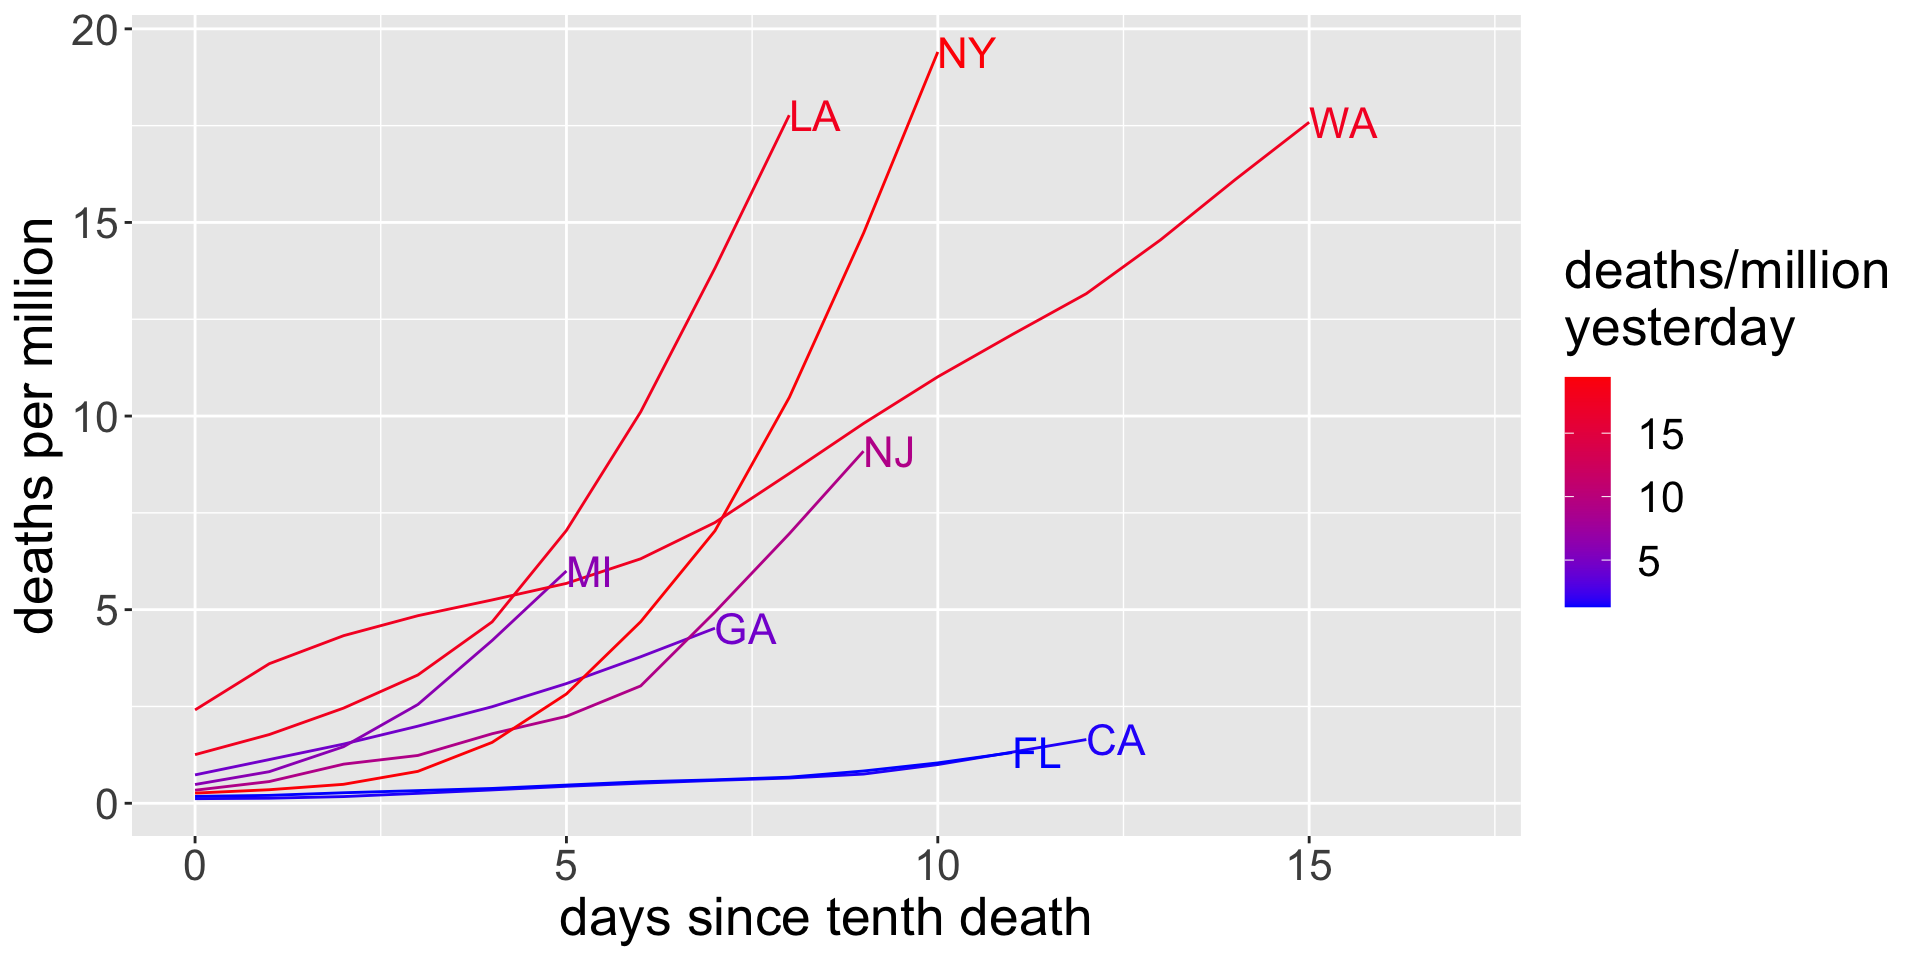 20
15
10
5
0
deaths per million
NY
LA
WA
NJ
MI
GA
FL
CA
0 5 10 15
days since tenth death
deaths/million
yesterday
15
10
5